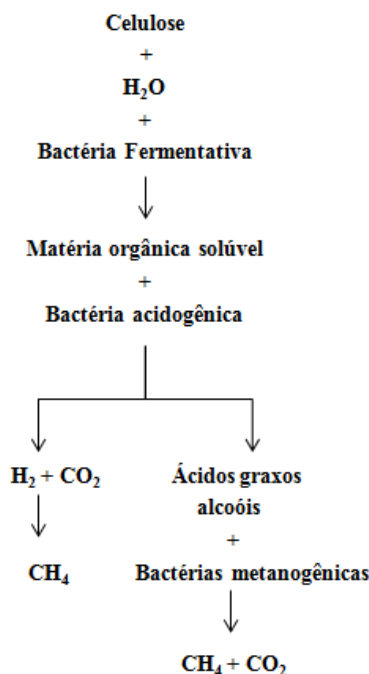 Celulose
+
H₂O
+
Bactéria Fermentativa
Matéria orgânica solúvel
+
Bactéria acidogênica
H₂ + CO₂
CH₄
Ácidos graxos
alcoóis
+
Bactérias metanogênicas
CH₄ + CO₂